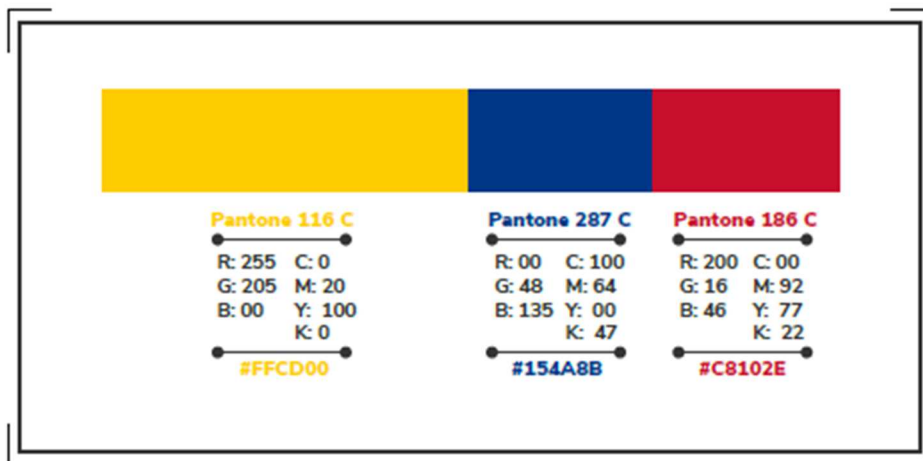 Pantone 116 C
R: 255 C: 0
G: 205 M: 20
B: 00 Y: 100
K: 0
#FFCD00
Pantone 287 C
R: 00 C: 100
G: 48 M: 64
B: 135 Y: 00
K: 47
#154A8B
Pantone 186 C
R: 200 C: 00
G: 16 M: 92
B: 46 Y: 77
K: 22
#C8102E